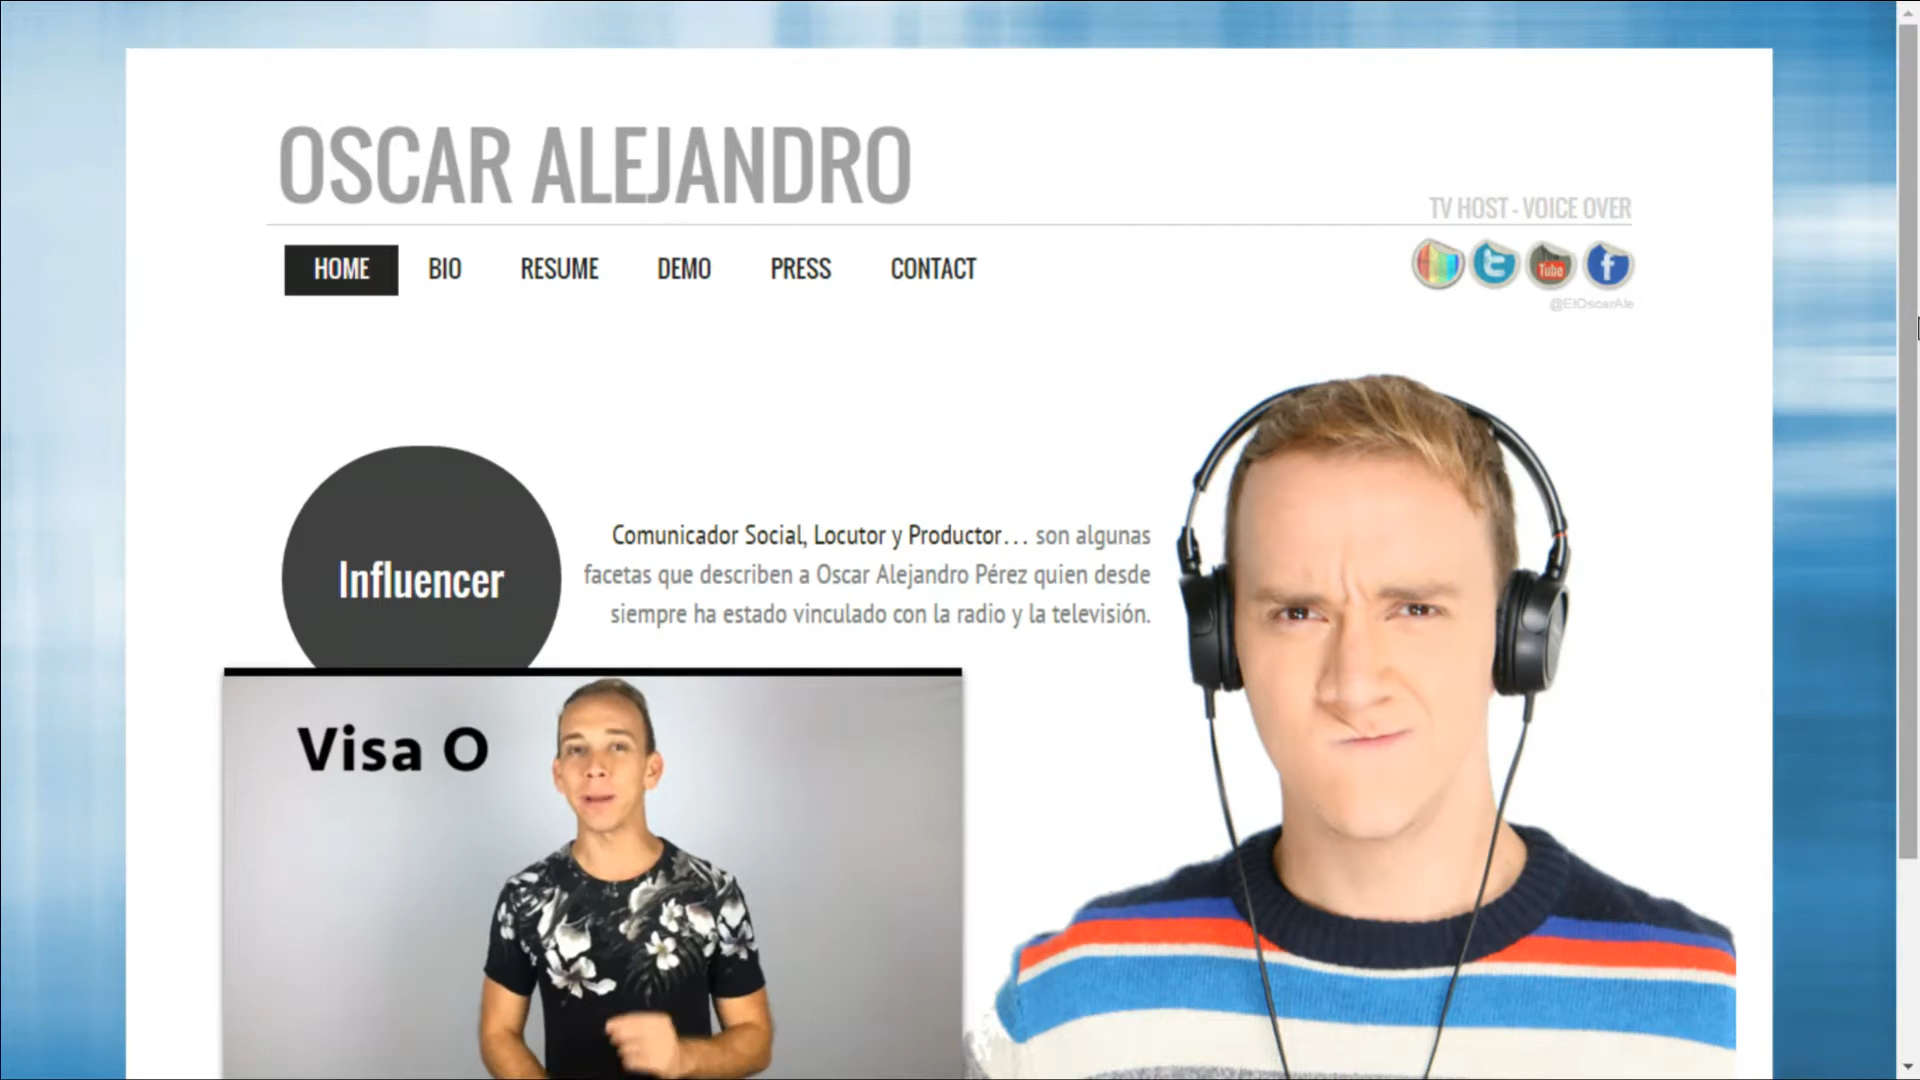 OSCAR ALEJANDRO
TV HOST - VOICE OVER
HOME BIO RESUME DEMO PRESS CONTACT
Tube
@ElOscarAle
Influencer
Comunicador Social, Locutor y Productor... son algunas
facetas que describen a Oscar Alejandro Pérez quien desde
siempre ha estado vinculado con la radio y la televisión.
Visa O